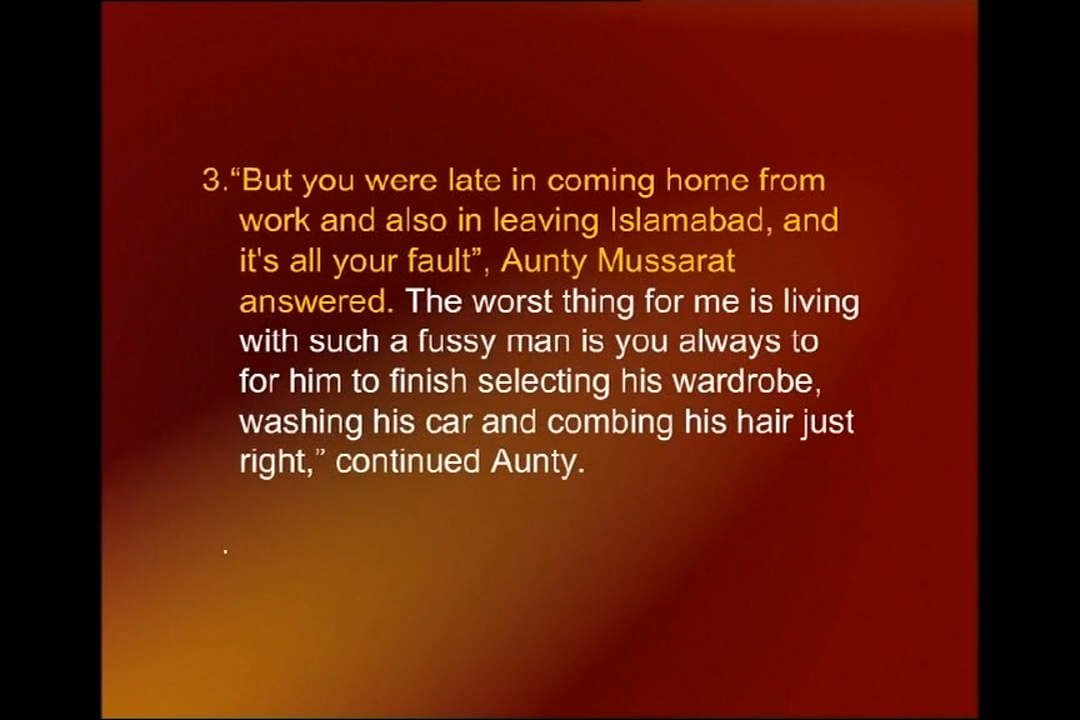 3.“But you were late in coming home from
work and also in leaving Islamabad, and
it's all your fault”, Aunty Mussarat
answered. The worst thing for me is living
with such a fussy man is you always to
for him to finish selecting his wardrobe,
washing his car and combing his hair just
right,” continued Aunty.
.